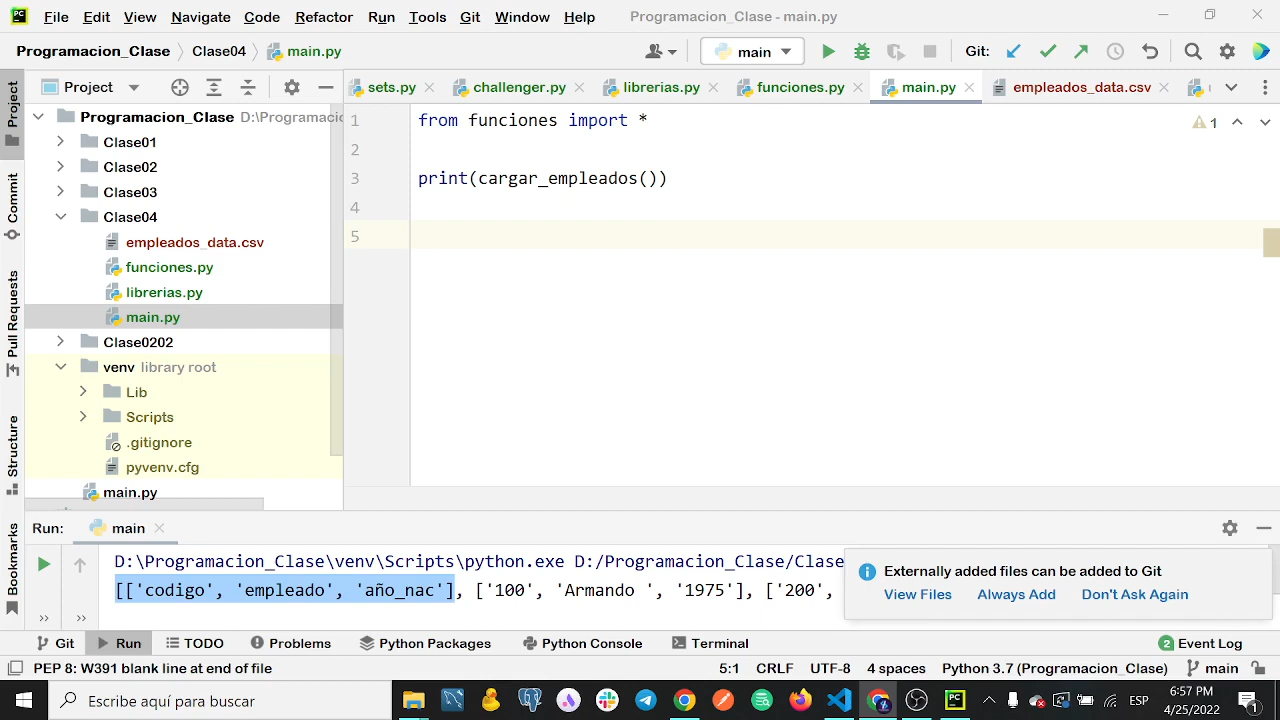 File Edit View Navigate Code Refactor Run Tools Git Window Help Programacion_Clase - main.py
Programacion_Clase Clase04 main.py main Git:
Project sets.py challenger.py librerias.py funciones.py main.py empleados_data.csv
Programacion_Clase D:\Programacic
Clase01
Clase02
Clase03
Clase04
empleados_data.csv
funciones.py
librerias.py
main.py
Clase0202
venv library root
Lib
Scripts
.gitignore
pyvenv.cfg
main.py
Project
Commit
Pull Requests
Structure
Bookmarks
1 from funciones import *
2
3 print(cargar_empleados())
4
5
1
Run: main
D:\Programacion_Clase\venv\Scripts\python.exe D:/Programacion_Clase/Clase
[['codigo', 'empleado', 'año_nac'], ['100', 'Armando ', '1975'], ['200',
Externally added files can be added to Git
View Files Always Add Don't Ask Again
Git Run TODO Problems Python Packages Python Console Terminal 2 Event Log
PEP 8: W391 blank line at end of file 5:1 CRLF UTF-8 4 spaces Python 3.7 (Programacion_Clase) main
Escribe aquí para buscar ESP 6:57 PM
4/25/2022